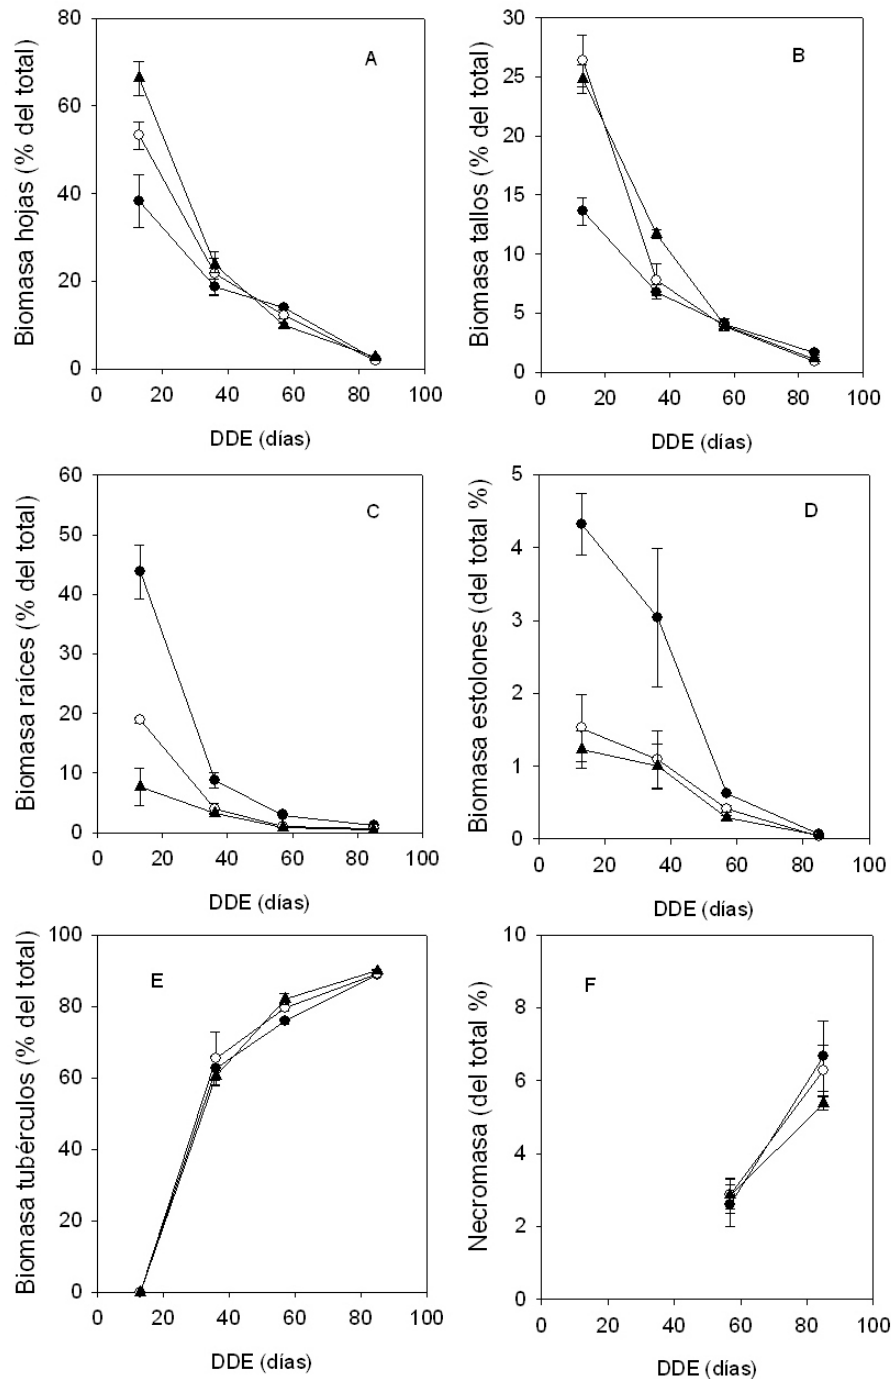 A
Biomasa hojas (% del total)
80
60
40
20
0
0 20 40 60 80 100
DDE (días)
B
Biomasa tallos (% del total)
30
25
20
15
10
5
0
0 20 40 60 80 100
DDE (días)
C
Biomasa raíces (% del total)
60
50
40
30
20
10
0
0 20 40 60 80 100
DDE (días)
D
Biomasa estolones (del total %)
5
4
3
2
1
0
0 20 40 60 80 100
DDE (días)
E
Biomasa tubérculos (% del total)
100
80
60
40
20
0
0 20 40 60 80 100
DDE (días)
F
Necromasa (del total %)
10
8
6
4
2
0
0 20 40 60 80 100
DDE (días)